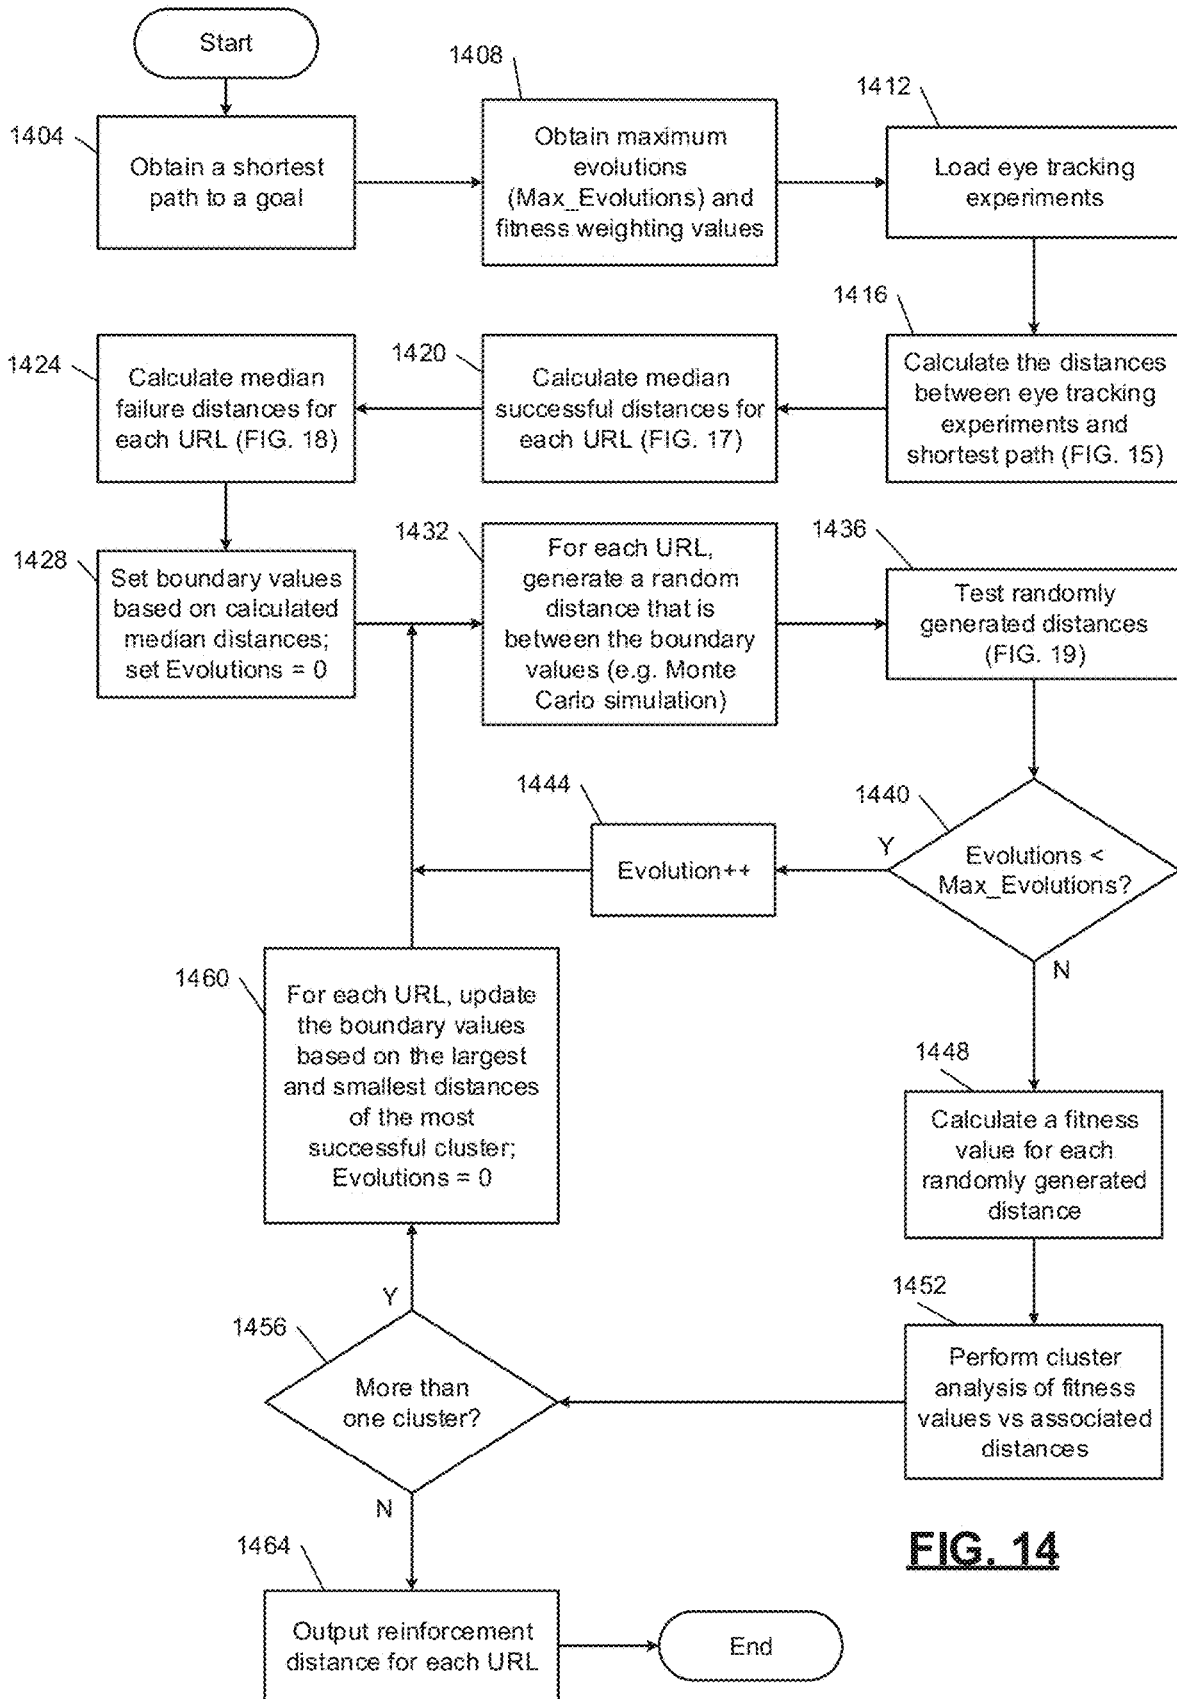 Start
1404
Obtain a shortest
path to a goal
1408
Obtain maximum
evolutions
(Max_Evolutions) and
fitness weighting values
1412
Load eye tracking
experiments
1416
Calculate the distances
between eye tracking
experiments and
shortest path (FIG. 15)
1420
Calculate median
successful distances for
each URL (FIG. 17)
1424
Calculate median
failure distances for
each URL (FIG. 18)
1428
Set boundary values
based on calculated
median distances;
set Evolutions = 0
1432
For each URL,
generate a random
distance that is
between the boundary
values (e.g. Monte
Carlo simulation)
1436
Test randomly
generated distances
(FIG. 19)
1440
Evolutions <
Max_Evolutions?
Y
N
1444
Evolution++
1448
Calculate a fitness
value for each
randomly generated
distance
1452
Perform cluster
analysis of fitness
values vs associated
distances
1456
More than
one cluster?
Y
N
1460
For each URL, update
the boundary values
based on the largest
and smallest distances
of the most
successful cluster;
Evolutions = 0
1464
Output reinforcement
distance for each URL
End
FIG. 14